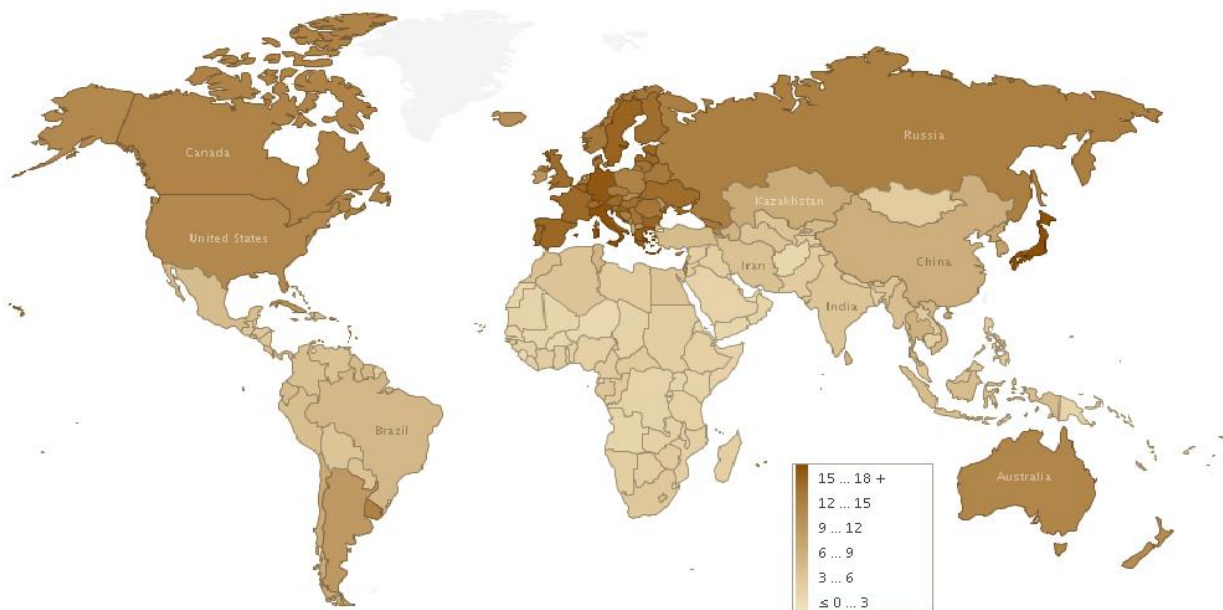 Canada
Russia
Kazakhstan
United States
Iran
China
India
Brazil
Australia
15 ... 18 +
12 ... 15
9 ... 12
6 ... 9
3 ... 6
≤ 0 ... 3